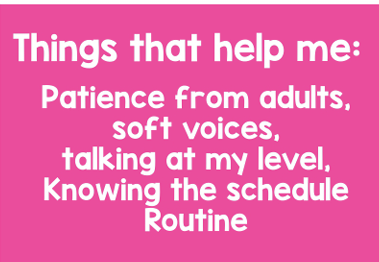 Things that help me:
Patience from adults,
soft voices,
talking at my level,
Knowing the schedule
Routine